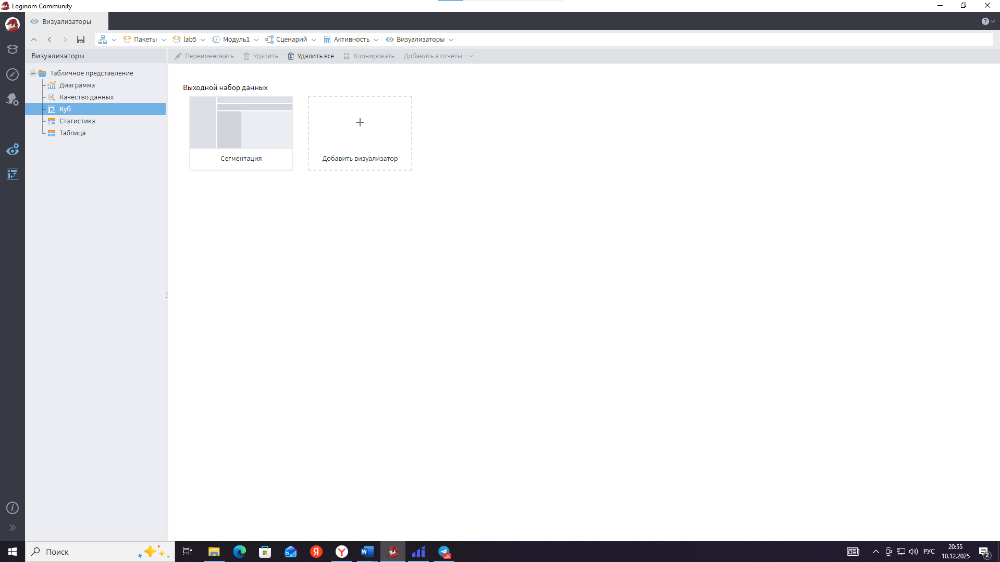 Loginom Community
Визуализаторы
Пакеты
lab5
Модуль1
Сценарий
Активность
Визуализаторы
Визуализаторы
Переименовать
Удалить
Удалить все
Клонировать
Добавить в отчеты
Табличное представление
Диаграмма
Качество данных
Куб
Статистика
Таблица
Выходной набор данных
Сегментация
Добавить визуализатор
Поиск
Я
W
26
РУС
20:55
10.12.2025
2